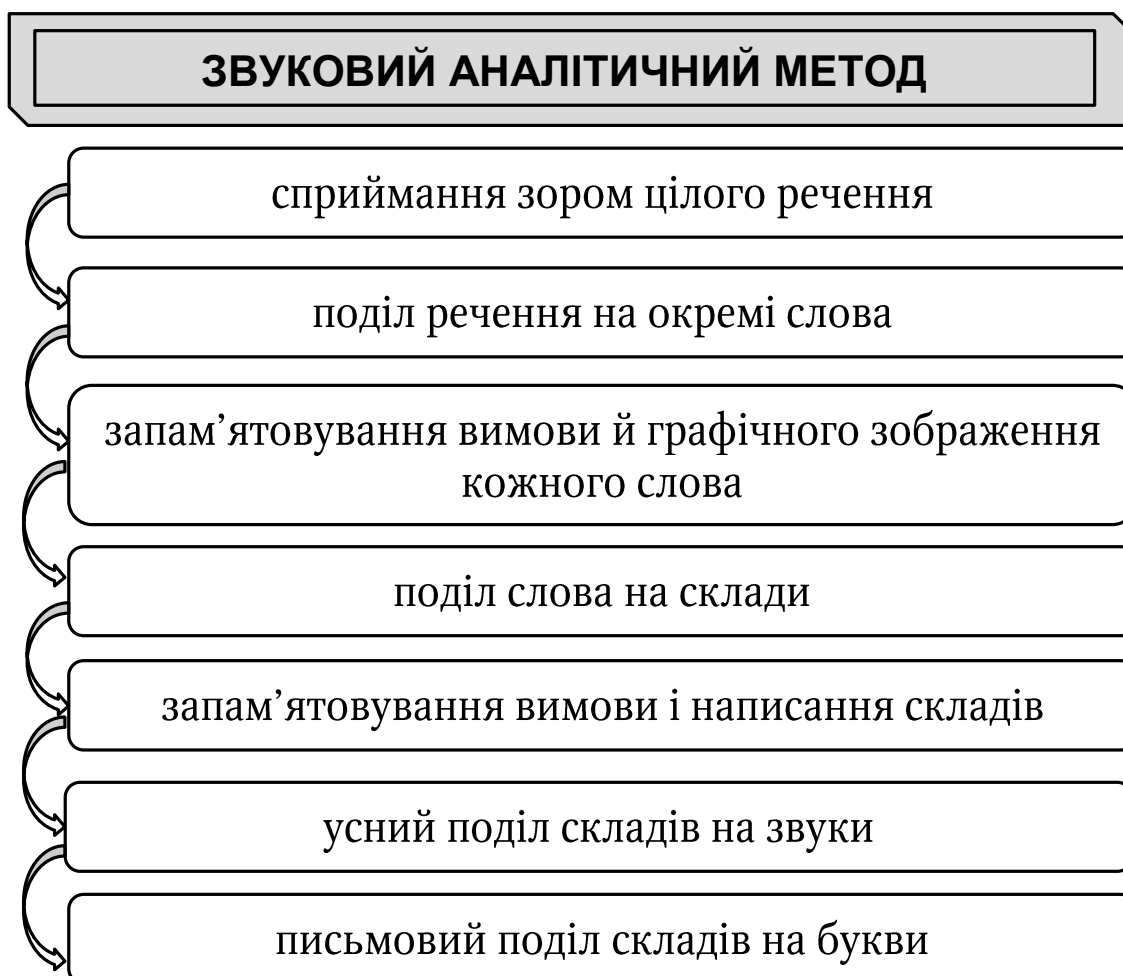 ЗВУКОВИЙ АНАЛІТИЧНИЙ МЕТОД
сприймання зором цілого речення
поділ речення на окремі слова
запам’ятовування вимови й графічного зображення
кожного слова
поділ слова на склади
запам’ятовування вимови і написання складів
усний поділ складів на звуки
письмовий поділ складів на букви